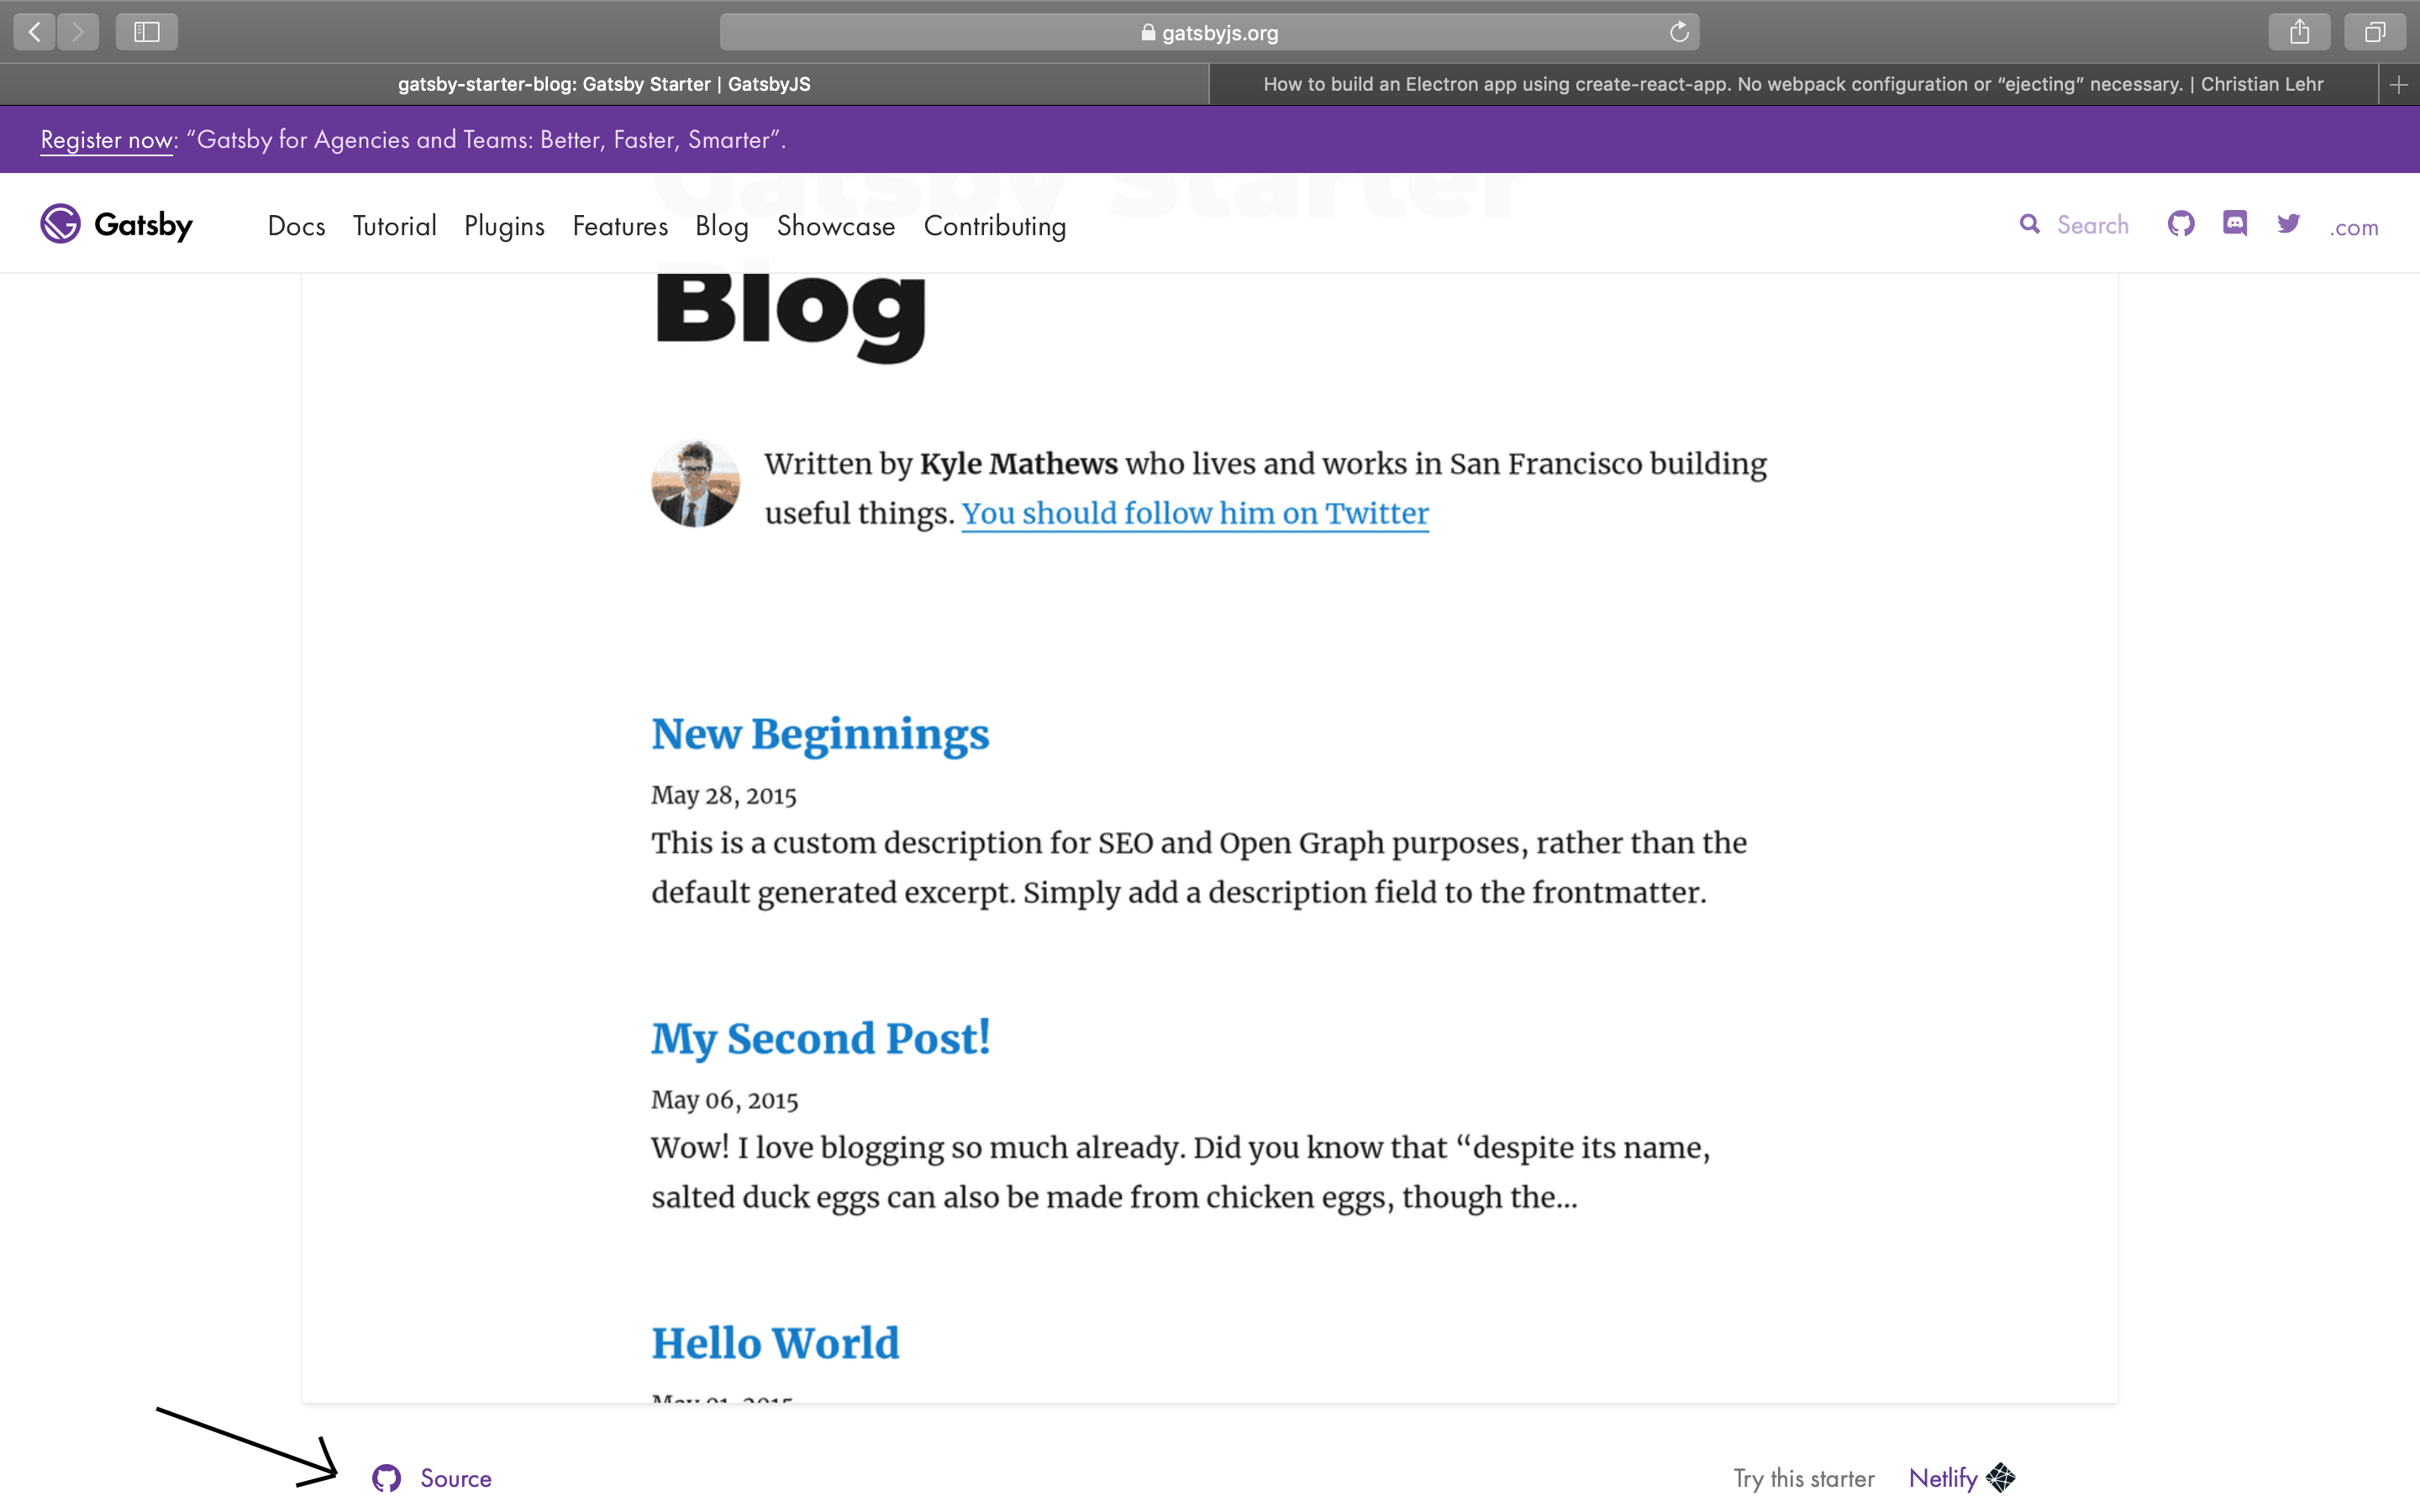 gatsbyjs.org
gatsby-starter-blog: Gatsby Starter | GatsbyJS
How to build an Electron app using create-react-app. No webpack configuration or “ejecting” necessary. | Christian Lehr
Register now: “Gatsby for Agencies and Teams: Better, Faster, Smarter”.
Gatsby Starter
Gatsby Docs Tutorial Plugins Features Blog Showcase Contributing Search .com
Blog
Written by Kyle Mathews who lives and works in San Francisco building
useful things. You should follow him on Twitter
New Beginnings
May 28, 2015
This is a custom description for SEO and Open Graph purposes, rather than the
default generated excerpt. Simply add a description field to the frontmatter.
My Second Post!
May 06, 2015
Wow! I love blogging so much already. Did you know that “despite its name,
salted duck eggs can also be made from chicken eggs, though the…
Hello World
May 01, 2015
Source
Try this starter Netlify